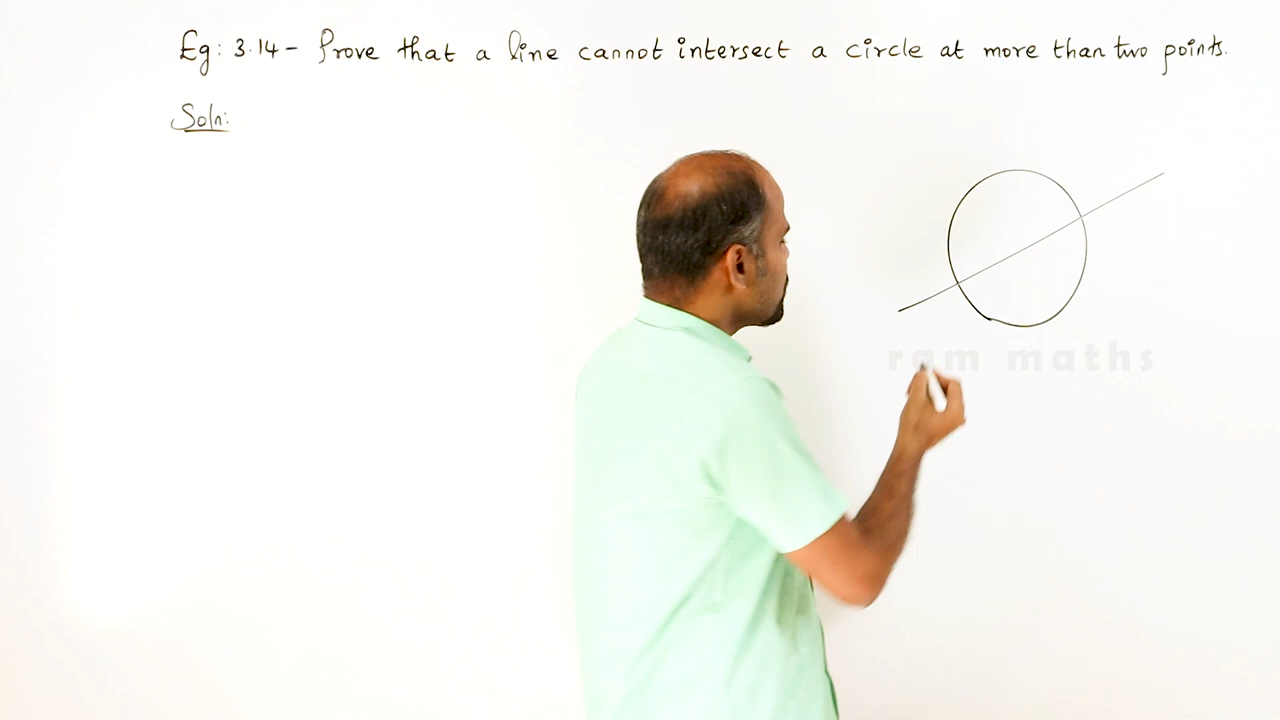 Eg: 3.14 - Prove that a line cannot intersect a circle at more than two points.
Soln:
ram maths